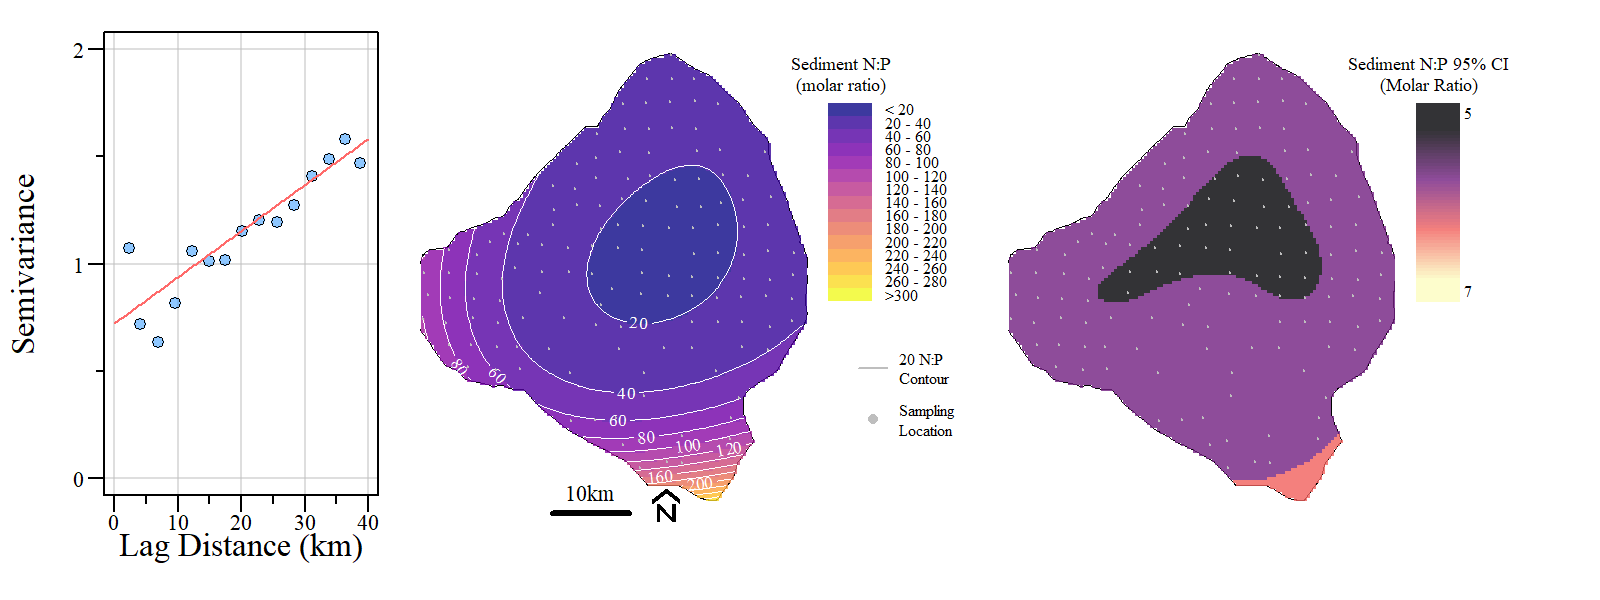 Semivariance
2
1
0
0
10
20
30
40
Lag Distance (km)
20
40
60
80
60
80
100
120
160
200
10km
N
Sediment N:P
(molar ratio)
< 20
20 - 40
40 - 60
60 - 80
80 - 100
100 - 120
120 - 140
140 - 160
160 - 180
180 - 200
200 - 220
220 - 240
240 - 260
260 - 280
>300
20 N:P
Contour
Sampling
Location
Sediment N:P 95% CI
(Molar Ratio)
5
7